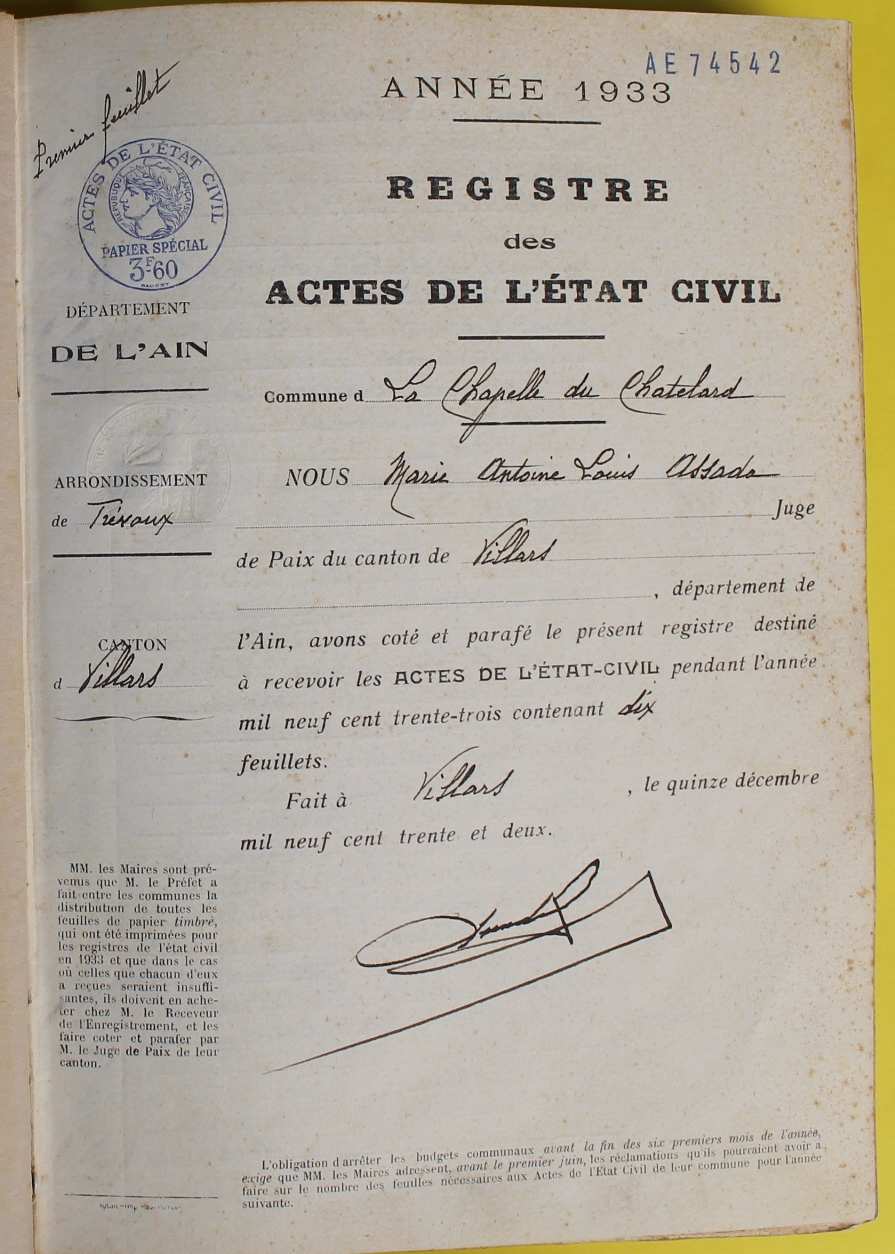 AE 74542
ANNÉE 1933
Premier feuillet
ACTES DE L'ÉTAT CIVIL
RÉPUBLIQUE FRANÇAISE
PAPIER SPÉCIAL
3F.60
REGISTRE
des
ACTES DE L'ÉTAT CIVIL
DÉPARTEMENT
DE L'AIN
Commune d La Chapelle du Chatelard
ARRONDISSEMENT
de Trévoux
NOUS Marie Antoine Louis Assada
Juge
de Paix du canton de Villars
, département de
CANTON
d Villars
l'Ain, avons coté et parafé le présent registre destiné
à recevoir les ACTES DE L'ÉTAT-CIVIL pendant l'année
mil neuf cent trente-trois contenant dix
feuillets.
Fait à Villars , le quinze décembre
mil neuf cent trente et deux.
MM. les Maires sont pré-
venus que M. le Préfet a
fait entre les communes la
distribution de toutes les
feuilles de papier timbré,
qui ont été imprimées pour
les registres de l'état civil
en 1933 et que dans le cas
où celles que chacun d'eux
a reçues seraient insuffi-
santes, ils doivent en ache-
ter chez M. le Receveur
de l'Enregistrement, et les
faire coter et parafer par
M. le Juge de Paix de leur
canton.
L'obligation d'arrêter les budgets communaux avant la fin des six premiers mois de l'année,
exige que MM. les Maires adressent, avant le premier juin, les réclamations qu'ils pourraient avoir à
faire sur le nombre des feuilles nécessaires aux Actes de l'Etat Civil de leur commune pour l'année
suivante.